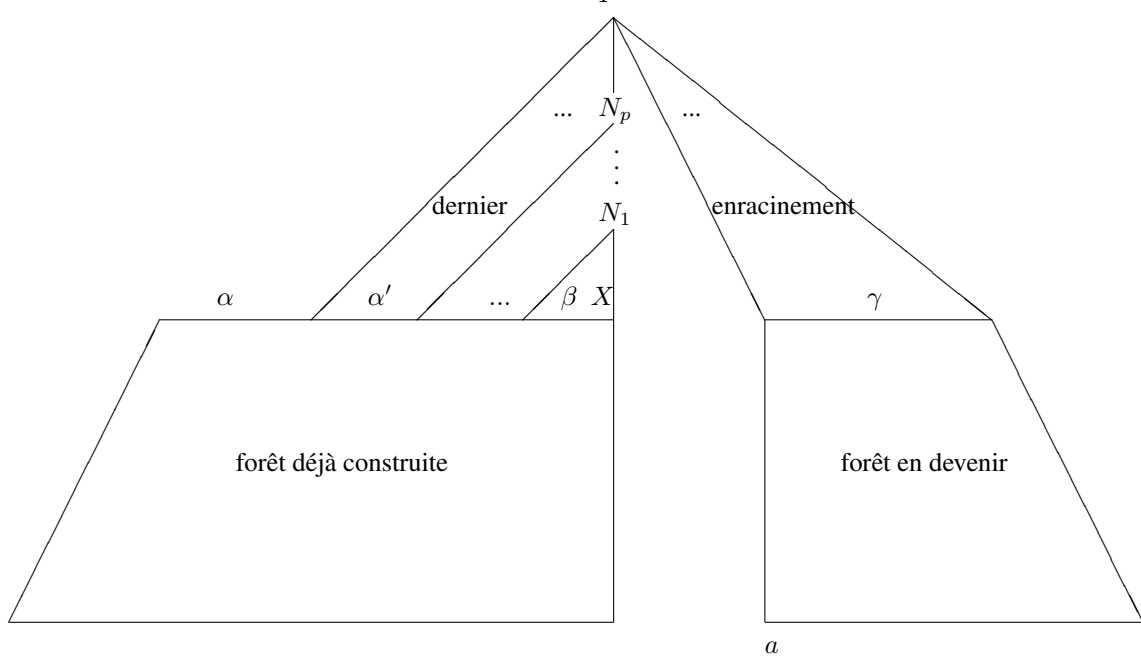 ... N_p ...
⋮
dernier enracinement
N_1
α α′ ... β X γ
forêt déjà construite forêt en devenir
a